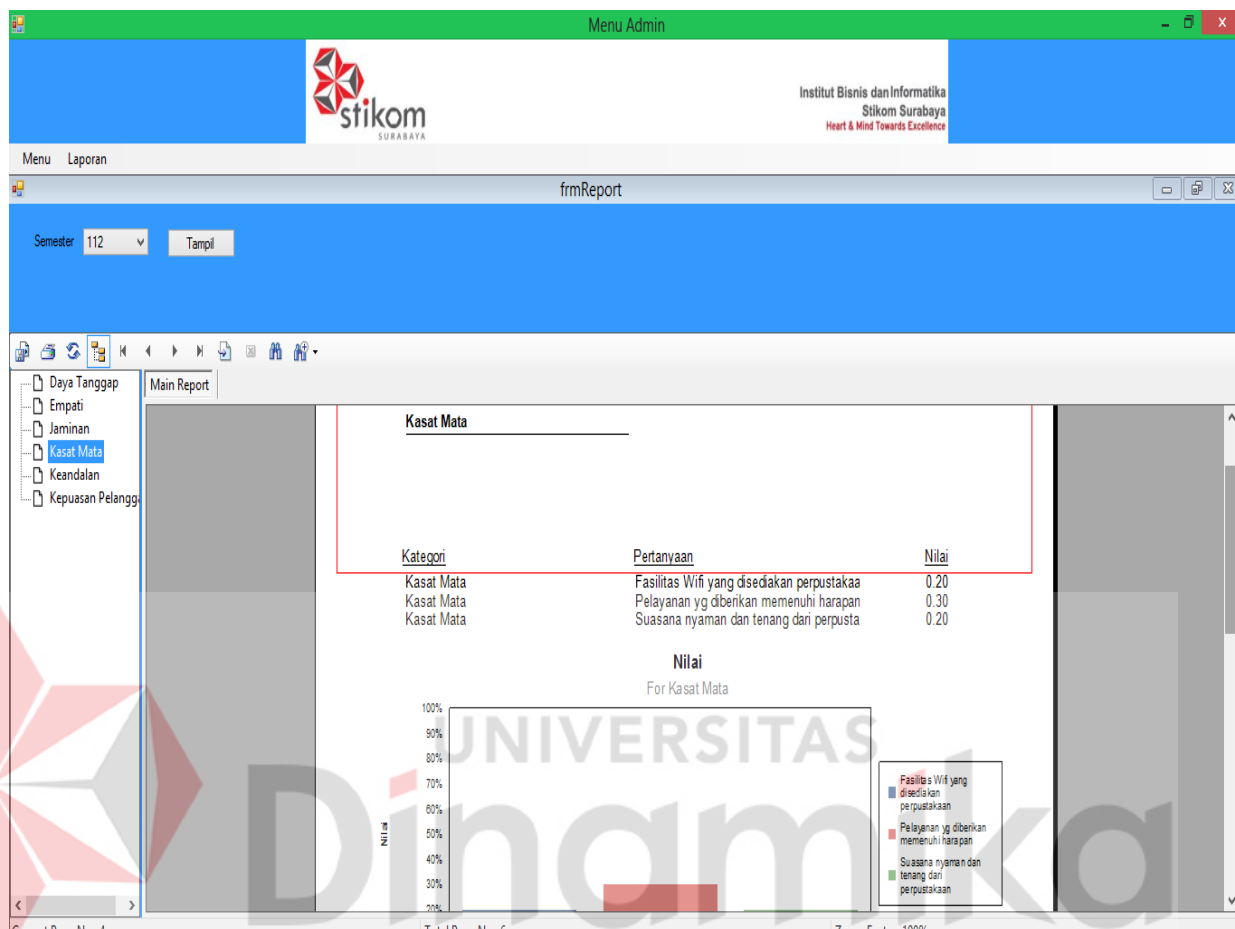 Menu Admin
stikom
SURABAYA
Institut Bisnis dan Informatika
Stikom Surabaya
Heart & Mind Towards Excellence
Menu Laporan
frmReport
Semester 112 Tampil
Daya Tanggap
Empati
Jaminan
Kasat Mata
Keandalan
Kepuasan Pelangga
Main Report
Kasat Mata
Kategori Pertanyaan Nilai
Kasat Mata Fasilitas Wifi yang disediakan perpustakaa 0.20
Kasat Mata Pelayanan yg diberikan memenuhi harapan 0.30
Kasat Mata Suasana nyaman dan tenang dari perpusta 0.20
Nilai
For Kasat Mata
100%
90%
80%
70%
60%
50%
40%
30%
20%
Nilai
Fasilitas Wifi yang
disediakan
perpustakaan
Pelayanan yg diberikan
memenuhi harapan
Suasana nyaman dan
tenang dari
perpustakaan
UNIVERSITAS
Dinamika